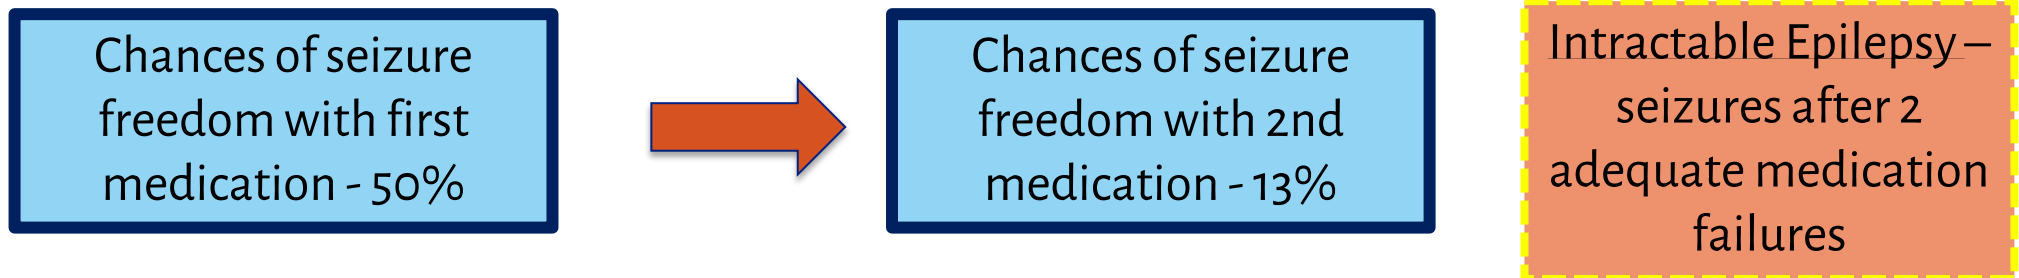 Chances of seizure
freedom with first
medication - 50%
Chances of seizure
freedom with 2nd
medication - 13%
Intractable Epilepsy –
seizures after 2
adequate medication
failures